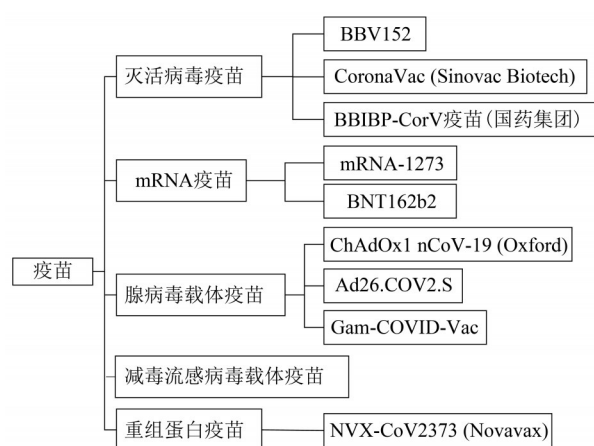 疫苗
灭活病毒疫苗
BBV152
CoronaVac (Sinovac Biotech)
BBIBP-CorV疫苗(国药集团)
mRNA疫苗
mRNA-1273
BNT162b2
腺病毒载体疫苗
ChAdOx1 nCoV-19 (Oxford)
Ad26.COV2.S
Gam-COVID-Vac
减毒流感病毒载体疫苗
重组蛋白疫苗
NVX-CoV2373 (Novavax)